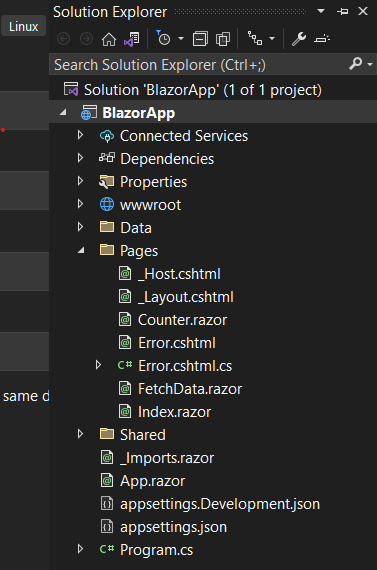 Solution Explorer
Linux
Search Solution Explorer (Ctrl+;)
Solution 'BlazorApp' (1 of 1 project)
BlazorApp
Connected Services
Dependencies
Properties
wwwroot
Data
Pages
_Host.cshtml
_Layout.cshtml
Counter.razor
Error.cshtml
C# Error.cshtml.cs
FetchData.razor
same d
Index.razor
Shared
_Imports.razor
App.razor
appsettings.Development.json
appsettings.json
C# Program.cs